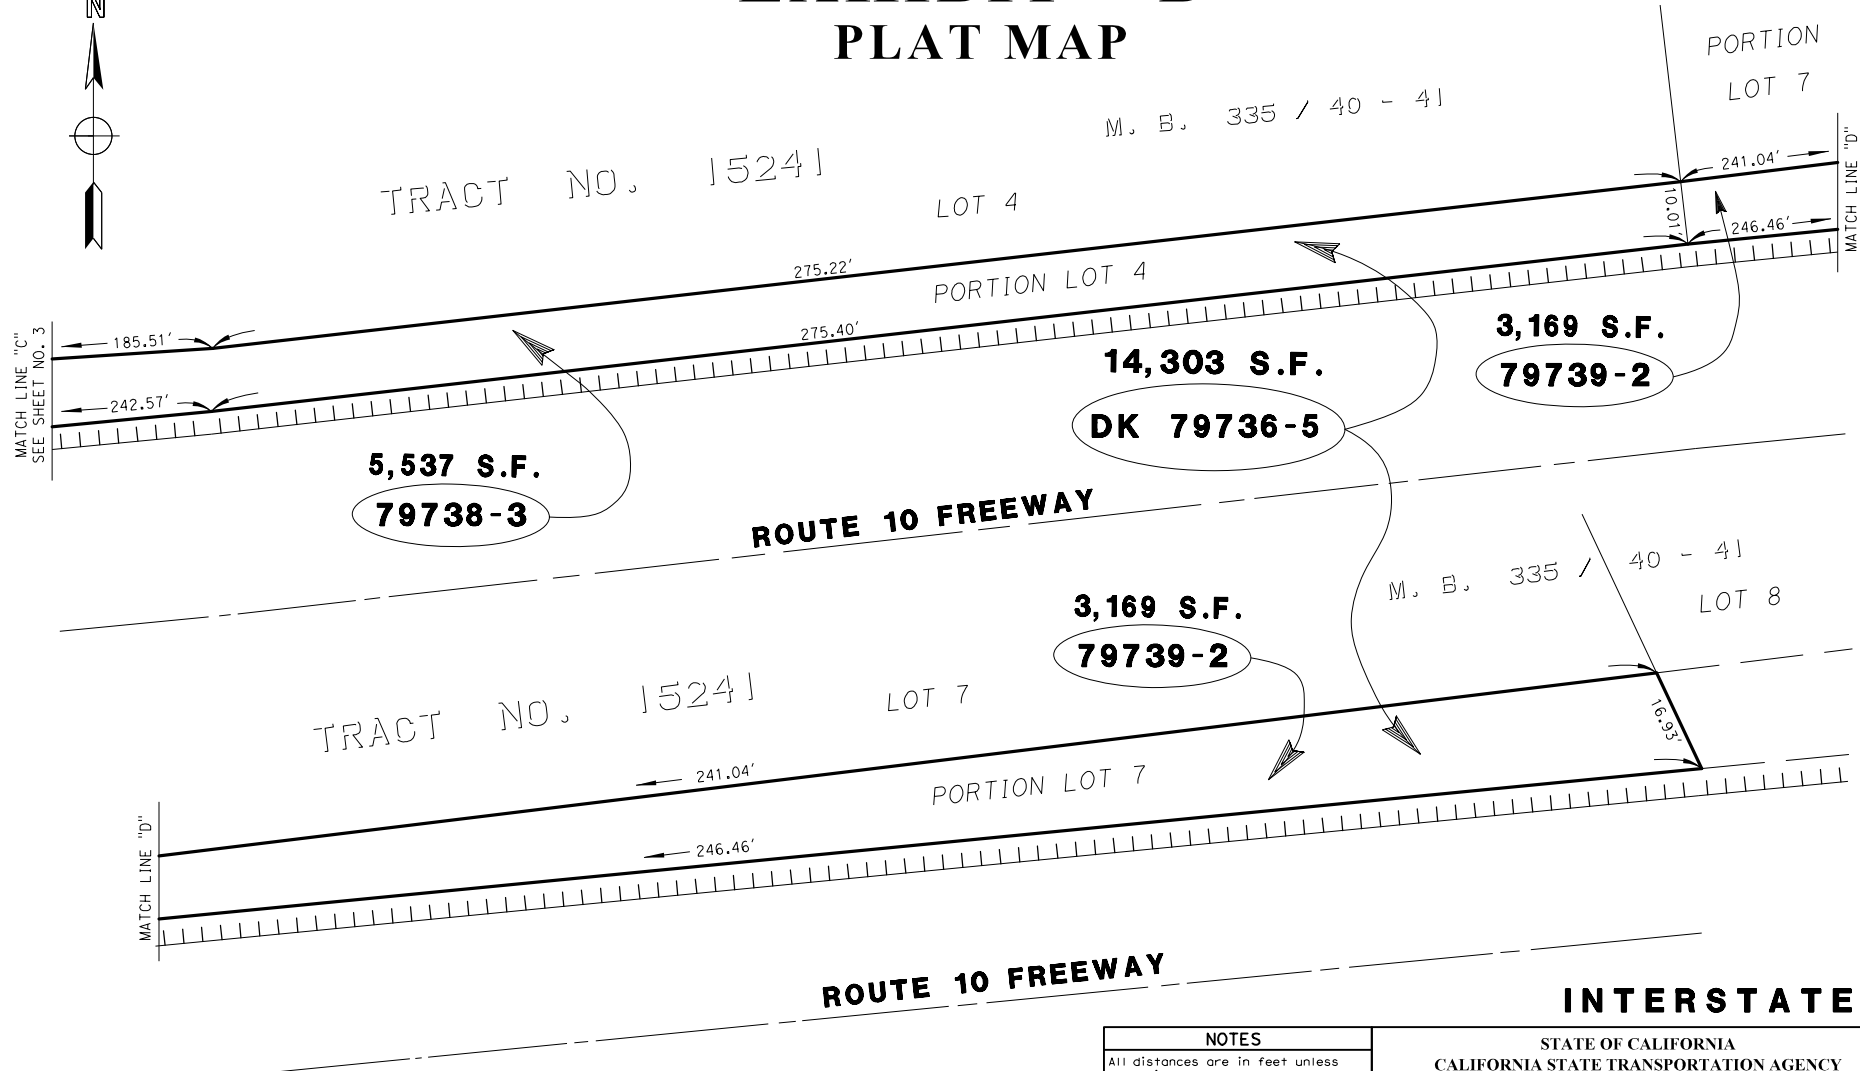 N
PLAT MAP
PORTION
LOT 7
M. B. 335 / 40 - 41
TRACT NO. 15241
LOT 4
241.04'
10.01'
246.46'
MATCH LINE "D"
275.22'
PORTION LOT 4
275.40'
185.51'
242.57'
MATCH LINE "C"
SEE SHEET NO. 3
3,169 S.F.
79739-2
14,303 S.F.
DK 79736-5
5,537 S.F.
79738-3
ROUTE 10 FREEWAY
M. B. 335 / 40 - 41
LOT 8
3,169 S.F.
79739-2
TRACT NO. 15241
LOT 7
16.93'
241.04'
PORTION LOT 7
246.46'
MATCH LINE "D"
ROUTE 10 FREEWAY
INTERSTATE
NOTES
All distances are in feet unless
STATE OF CALIFORNIA
CALIFORNIA STATE TRANSPORTATION AGENCY